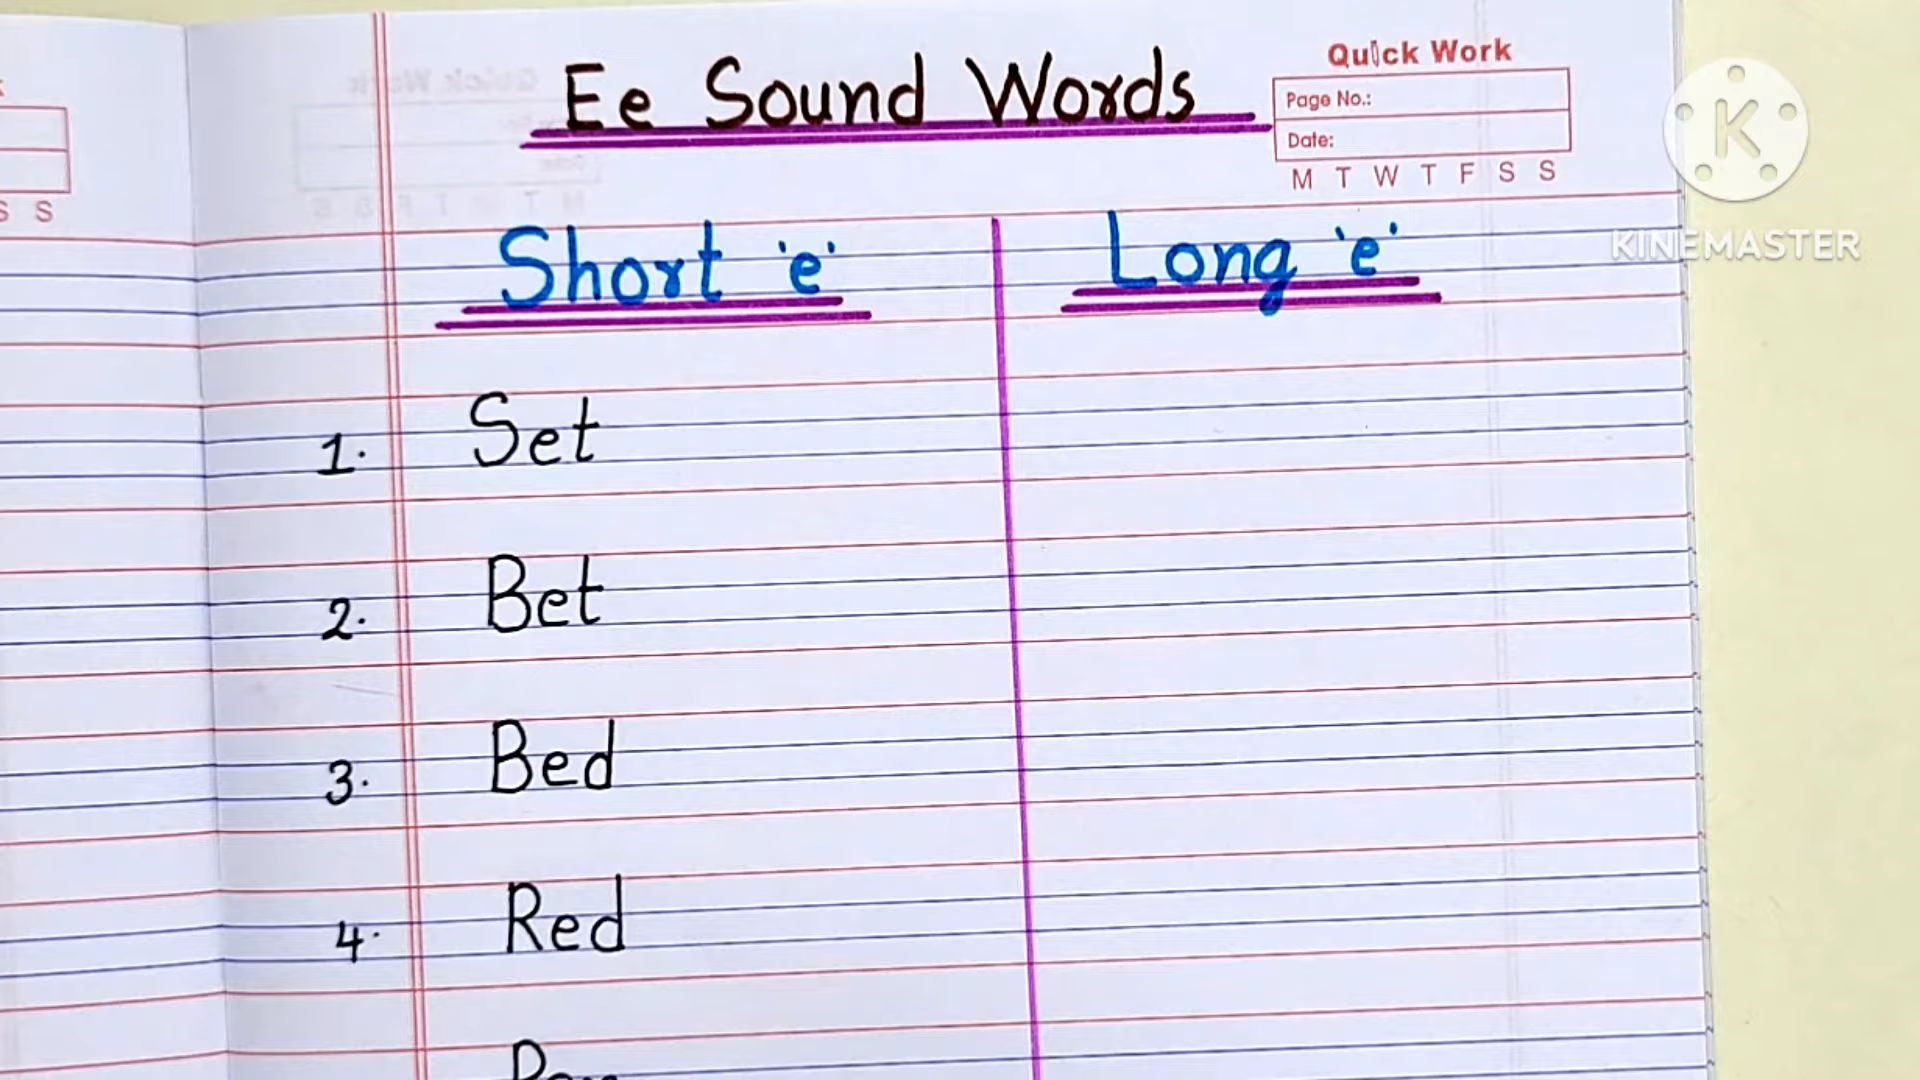 Ee Sound Words
Quick Work
Page No.:
Date:
M T W T F S S
KINEMASTER
S S
Short 'e'
Long 'e'
1. Set
2. Bet
3. Bed
4. Red